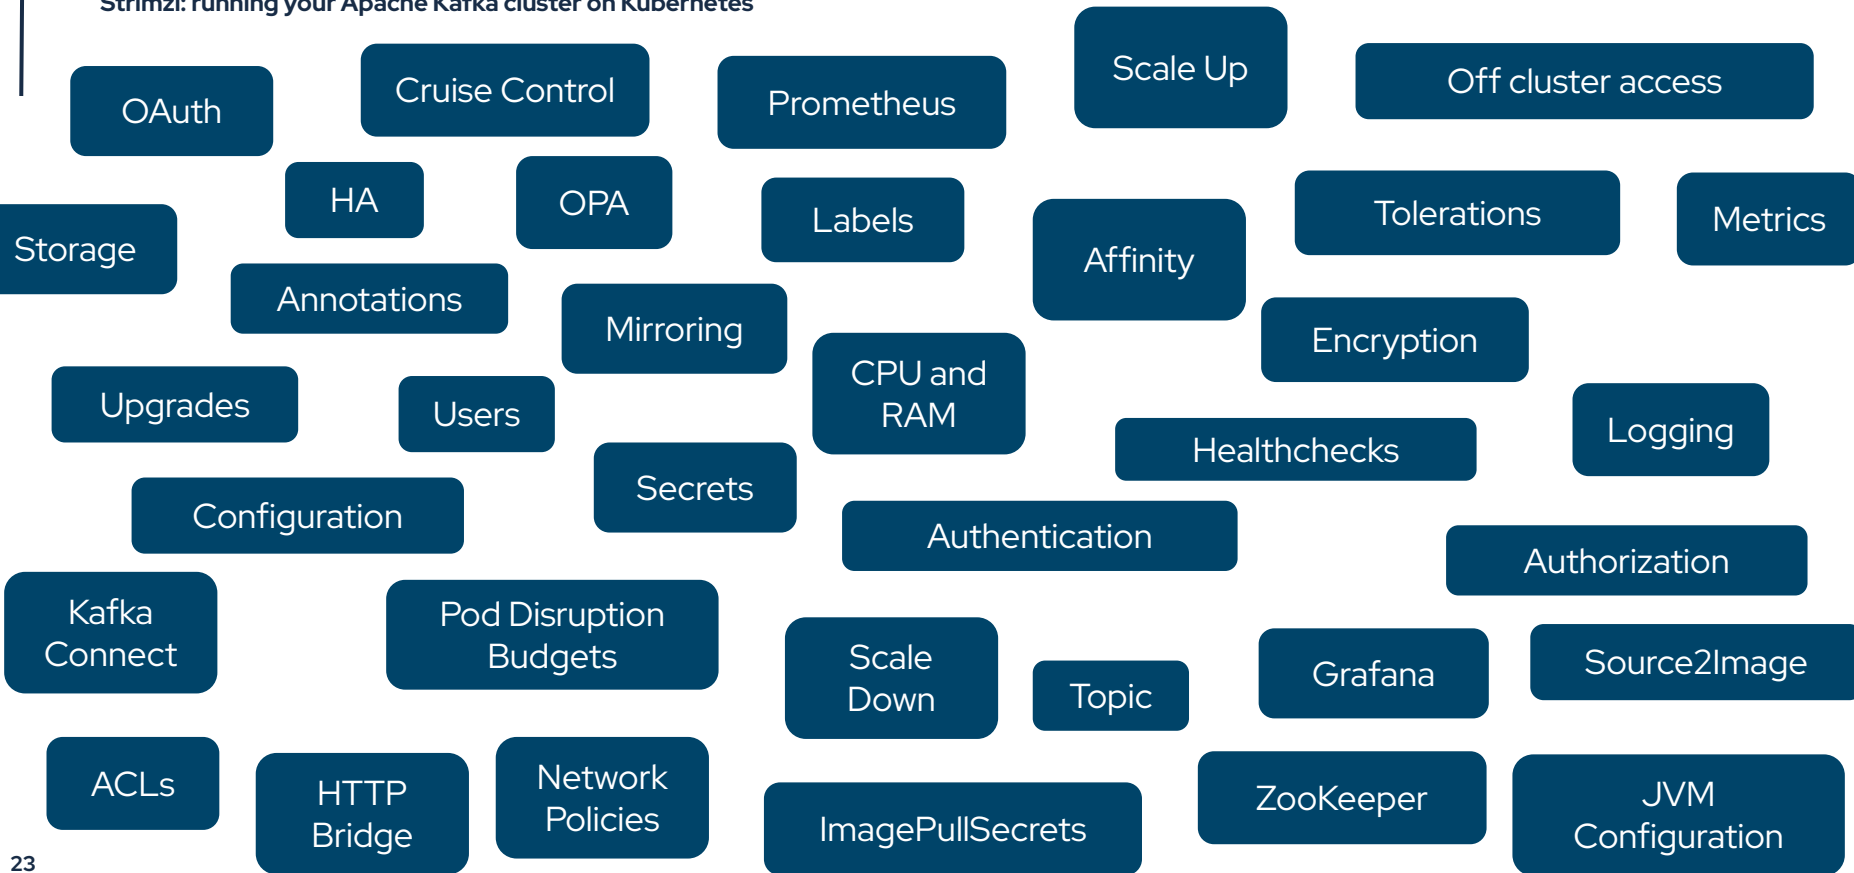 Strimzi: running your Apache Kafka cluster on Kubernetes
OAuth
Cruise Control
Prometheus
Scale Up
Off cluster access
HA
OPA
Labels
Tolerations
Metrics
Storage
Affinity
Annotations
Mirroring
Encryption
CPU and
RAM
Upgrades
Users
Healthchecks
Logging
Secrets
Configuration
Authentication
Authorization
Kafka
Connect
Pod Disruption
Budgets
Scale
Down
Topic
Grafana
Source2Image
ACLs
HTTP
Bridge
Network
Policies
ImagePullSecrets
ZooKeeper
JVM
Configuration
23